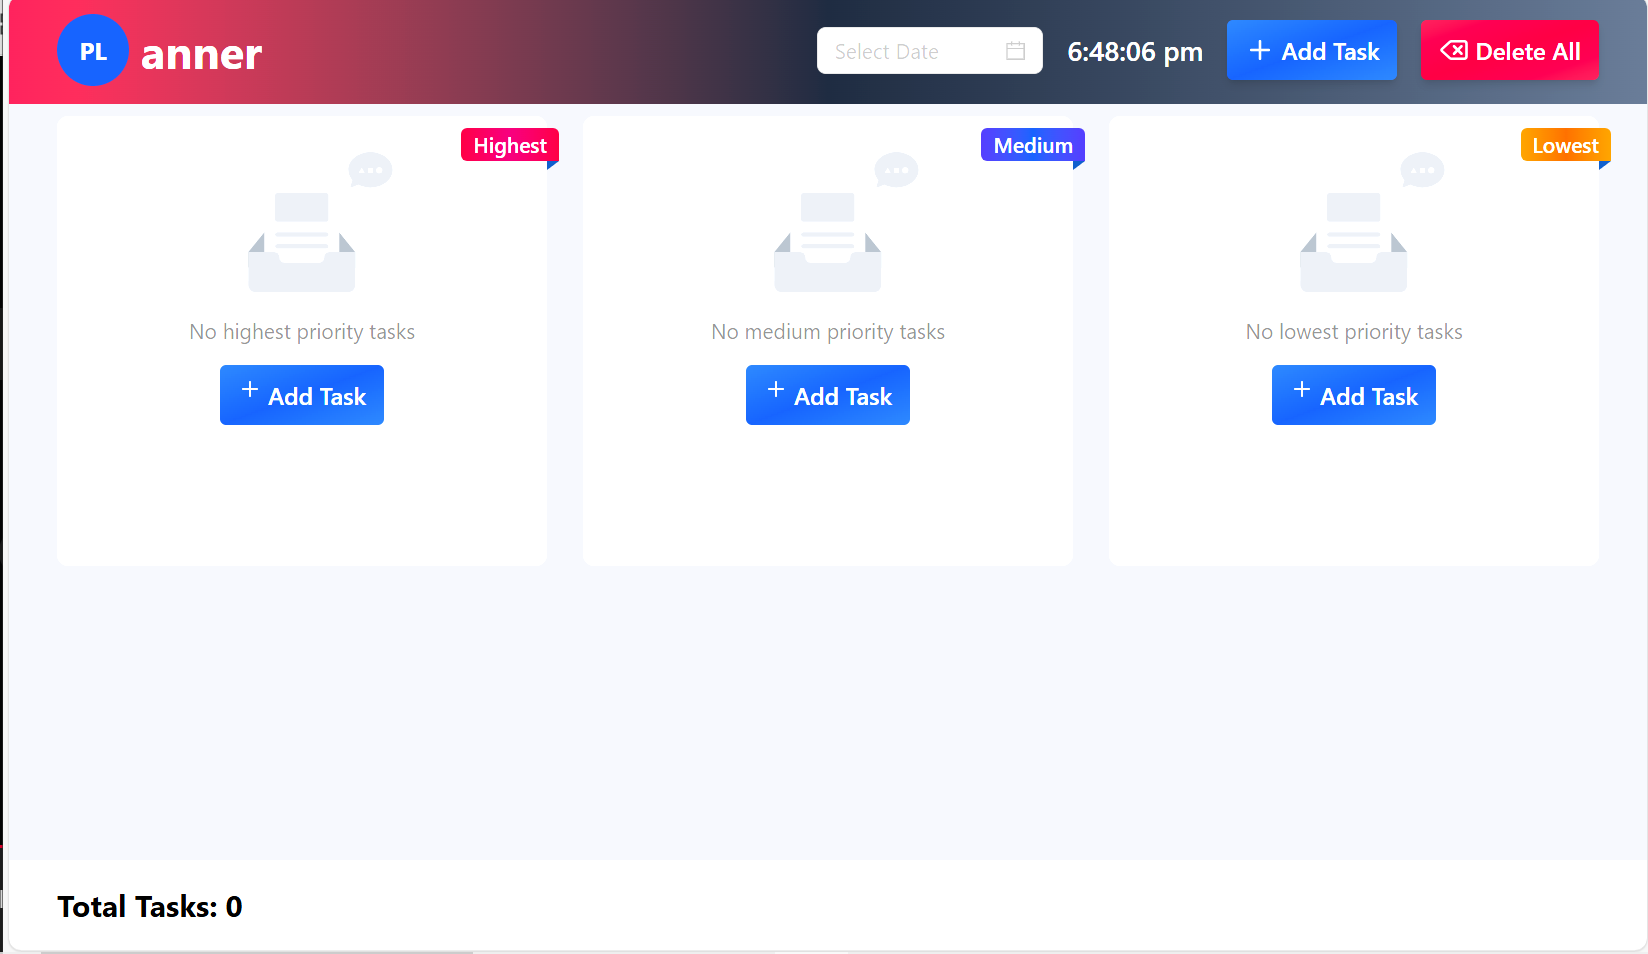 PL anner
Select Date
6:48:06 pm
Add Task
Delete All
Highest
No highest priority tasks
Add Task
Medium
No medium priority tasks
Add Task
Lowest
No lowest priority tasks
Add Task
Total Tasks: 0